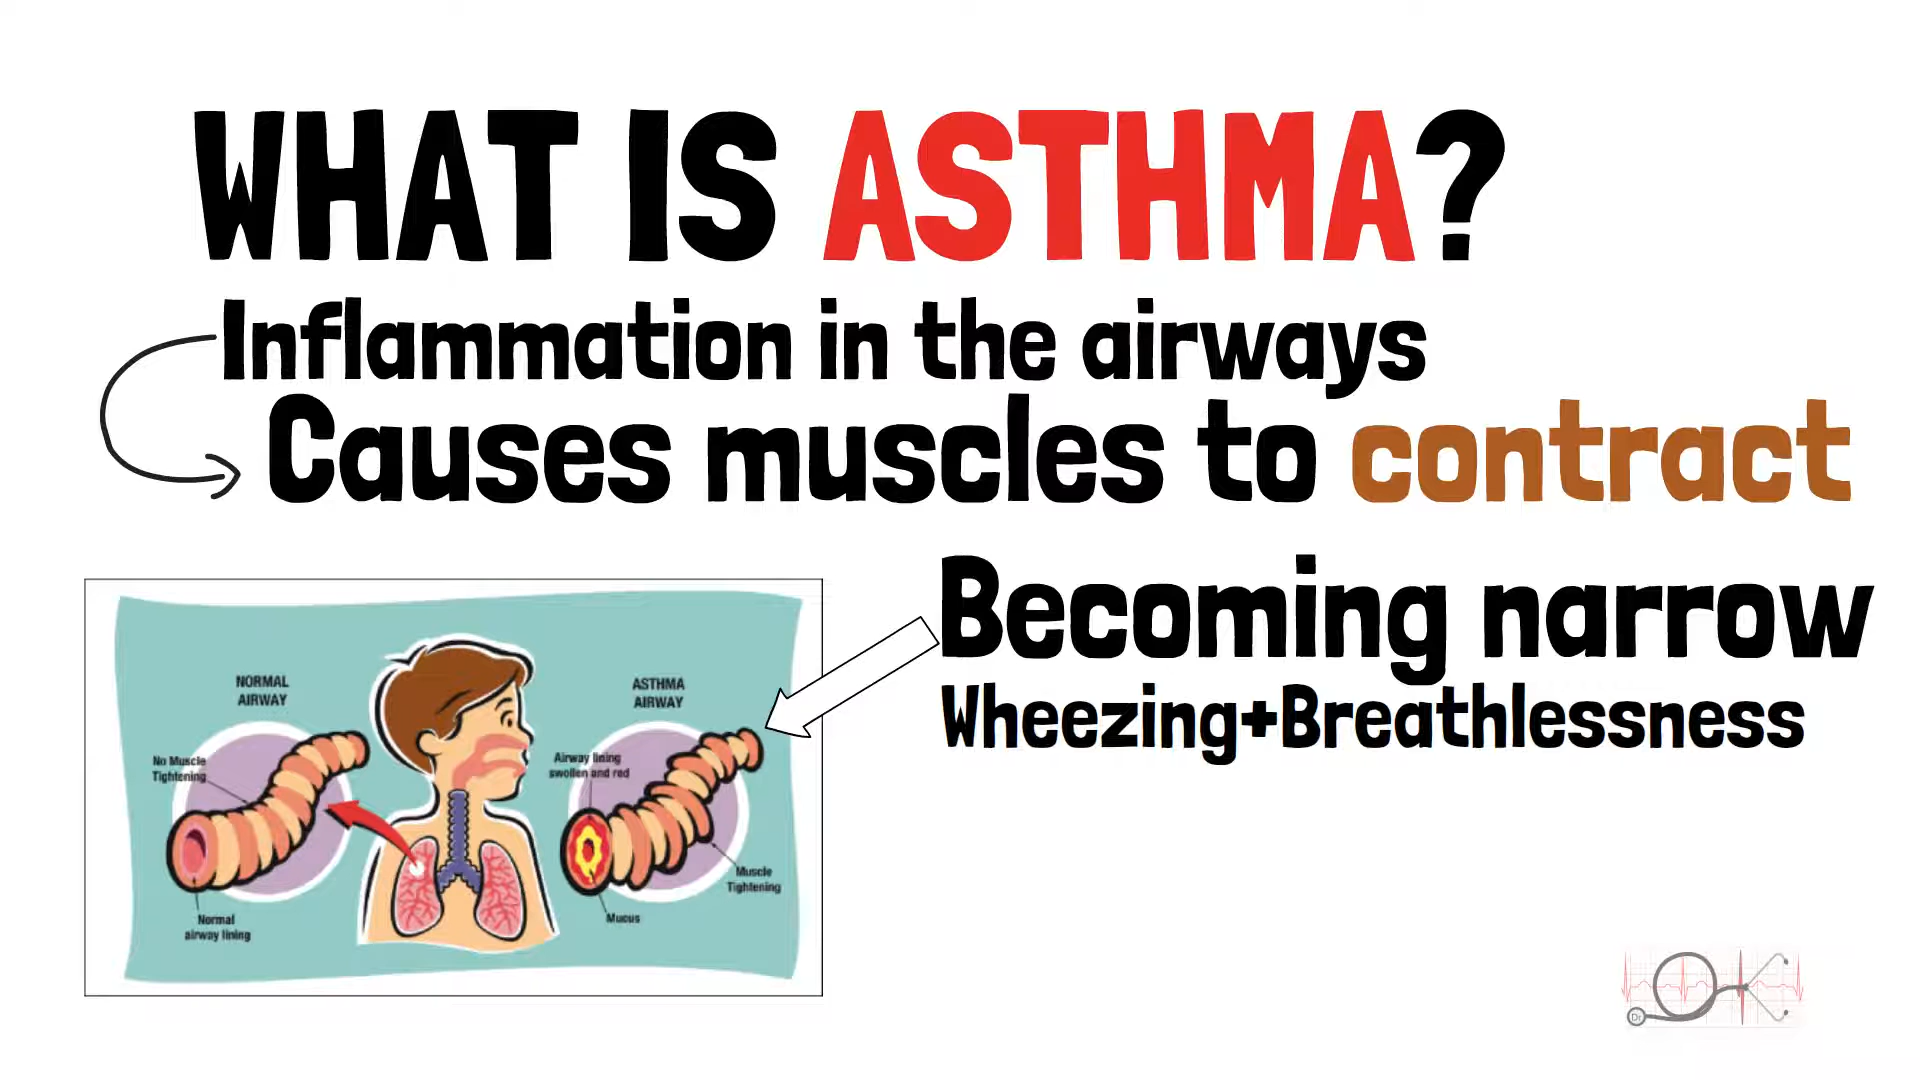 WHAT IS ASTHMA?
Inflammation in the airways
Causes muscles to contract
Becoming narrow
Wheezing+Breathlessness
NORMAL
AIRWAY
No Muscle
Tightening
Normal
airway lining
ASTHMA
AIRWAY
Airway lining
swollen and red
Muscle
Tightening
Mucus
Dr